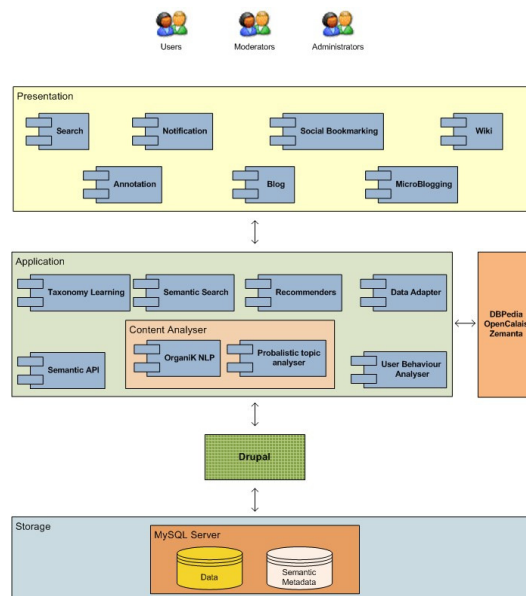 Users
Moderators
Administrators
Presentation
Search
Notification
Social Bookmarking
Wiki
Annotation
Blog
MicroBlogging
Application
Taxonomy Learning
Semantic Search
Recommenders
Data Adapter
Content Analyser
OrganiK NLP
Probalistic topic
analyser
Semantic API
User Behaviour
Analyser
DBPedia
OpenCalais
Zemanta
Drupal
Storage
MySQL Server
Data
Semantic
Metadata